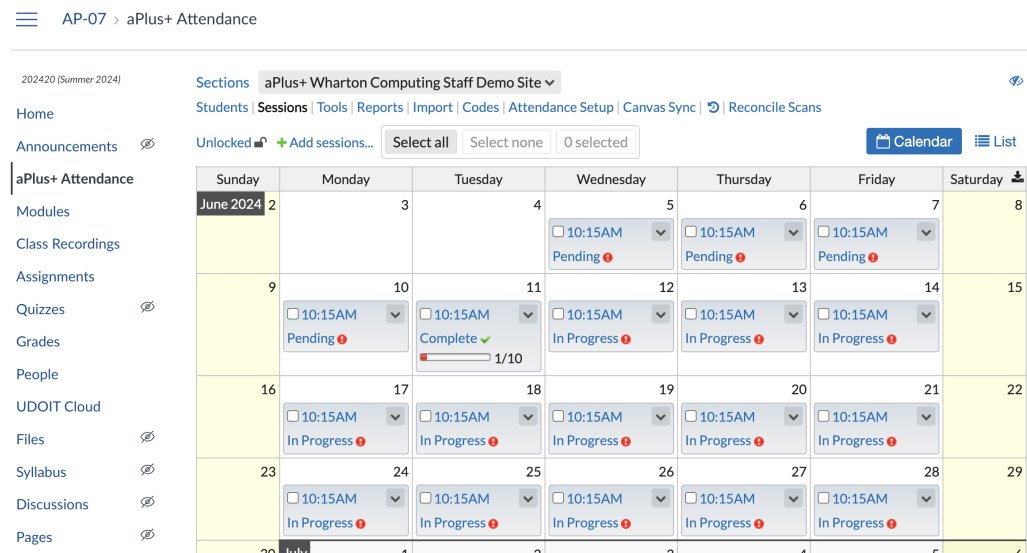 AP-07 › aPlus+ Attendance
202420 (Summer 2024)
Home
Announcements
aPlus+ Attendance
Modules
Class Recordings
Assignments
Quizzes
Grades
People
UDOIT Cloud
Files
Syllabus
Discussions
Pages
Sections aPlus+ Wharton Computing Staff Demo Site
Students | Sessions | Tools | Reports | Import | Codes | Attendance Setup | Canvas Sync | | Reconcile Scans
Unlocked Add sessions... Select all Select none 0 selected Calendar List
Sunday Monday Tuesday Wednesday Thursday Friday Saturday
June 2024 2 3 4 5 6 7 8
10:15AM 10:15AM 10:15AM
Pending Pending Pending
9 10 11 12 13 14 15
10:15AM 10:15AM 10:15AM 10:15AM 10:15AM
Pending Complete In Progress In Progress In Progress
1/10
16 17 18 19 20 21 22
10:15AM 10:15AM 10:15AM 10:15AM 10:15AM
In Progress In Progress In Progress In Progress In Progress
23 24 25 26 27 28 29
10:15AM 10:15AM 10:15AM 10:15AM 10:15AM
In Progress In Progress In Progress In Progress In Progress
30 July 1 2 3 4 5 6